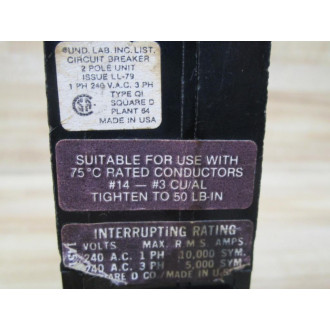 UND. LAB. INC. LIST.
CIRCUIT BREAKER
2 POLE UNIT
ISSUE LL-79
1 PH 240 V.A.C. 3 PH
TYPE QI
SQUARE D
PLANT 64
MADE IN USA
SUITABLE FOR USE WITH
75°C RATED CONDUCTORS
#14 — #3 CU/AL
TIGHTEN TO 50 LB-IN
INTERRUPTING RATING
VOLTS MAX. R.M.S. AMPS.
240 A.C. 1 PH 10,000 SYM.
240 A.C. 3 PH 5,000 SYM.
SQUARE D CO./MADE IN U.S.